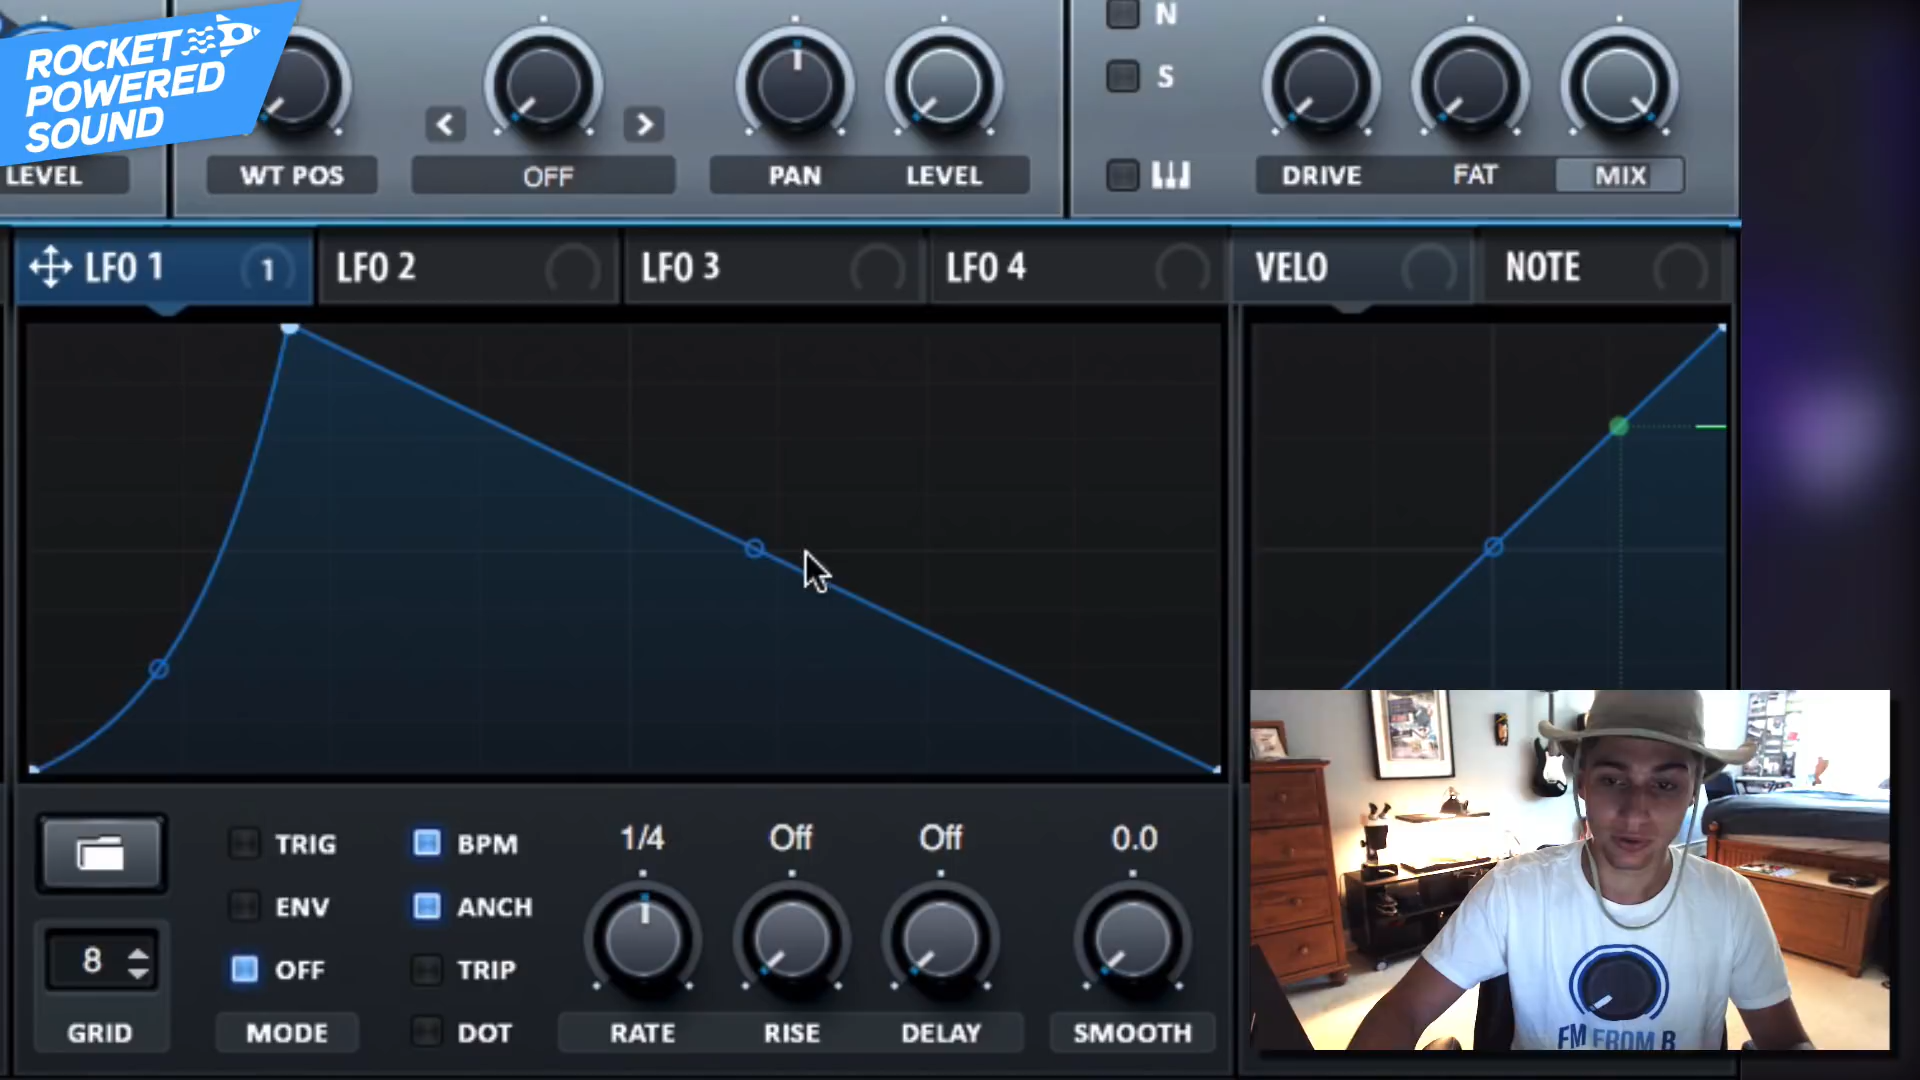 ROCKET
POWERED
SOUND
LEVEL
WT POS
OFF
PAN
LEVEL
N
S
DRIVE
FAT
MIX
LFO 1
1
LFO 2
LFO 3
LFO 4
VELO
NOTE
TRIG
BPM
1/4
Off
Off
0.0
ENV
ANCH
8
OFF
TRIP
GRID
MODE
DOT
RATE
RISE
DELAY
SMOOTH
FM FROM B